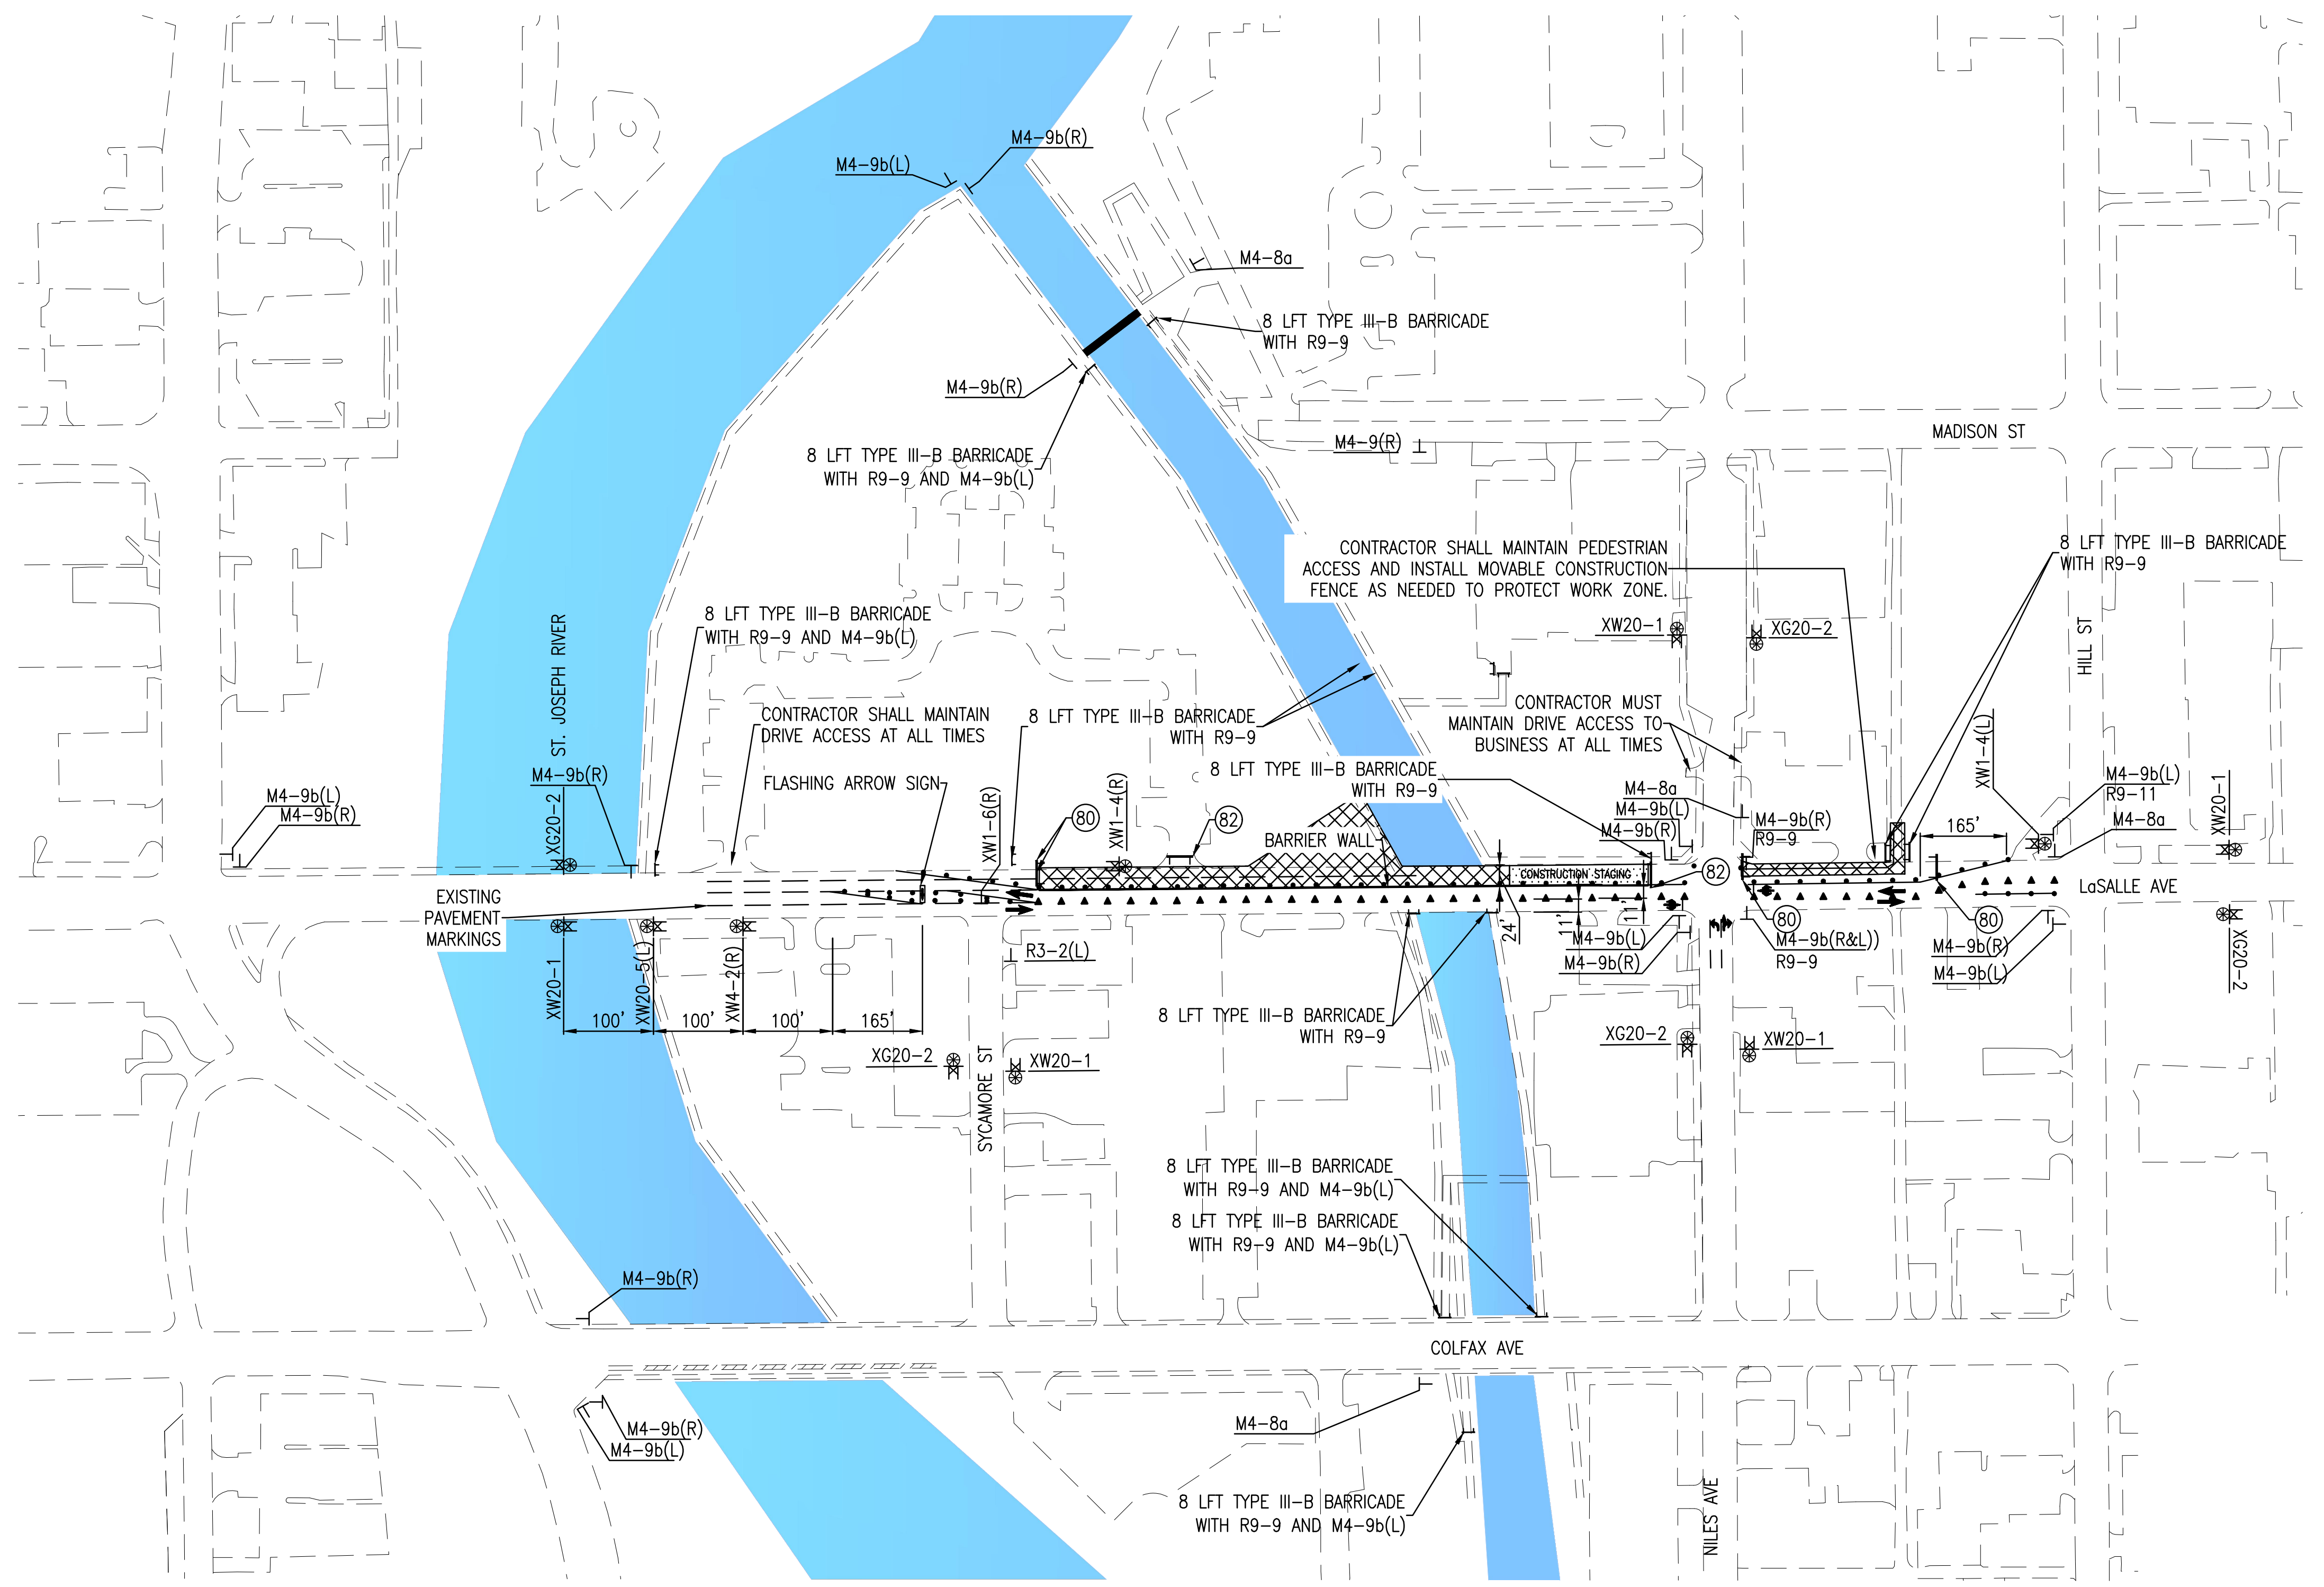 M4-9b(R)
M4-9b(L)
M4-8a
8 LFT TYPE III-B BARRICADE
WITH R9-9
M4-9b(R)
8 LFT TYPE III-B BARRICADE
WITH R9-9 AND M4-9b(L)
M4-9(R)
MADISON ST
CONTRACTOR SHALL MAINTAIN PEDESTRIAN
ACCESS AND INSTALL MOVABLE CONSTRUCTION
FENCE AS NEEDED TO PROTECT WORK ZONE.
8 LFT TYPE III-B BARRICADE
WITH R9-9
8 LFT TYPE III-B BARRICADE
WITH R9-9 AND M4-9b(L)
ST. JOSEPH RIVER
XW20-1
XG20-2
HILL ST
CONTRACTOR SHALL MAINTAIN
DRIVE ACCESS AT ALL TIMES
8 LFT TYPE III-B BARRICADE
WITH R9-9
CONTRACTOR MUST
MAINTAIN DRIVE ACCESS TO
BUSINESS AT ALL TIMES
XW1-4(L)
FLASHING ARROW SIGN
8 LFT TYPE III-B BARRICADE
WITH R9-9
M4-9b(R)
XG20-2
M4-9b(L)
M4-9b(R)
XW1-6(R)
80
XW1-4(R)
82
BARRIER WALL
M4-8a
M4-9b(L)
M4-9b(R)
M4-9b(R)
R9-9
165'
M4-9b(L)
R9-11
M4-8a
XW20-1
CONSTRUCTION STAGING
82
LaSALLE AVE
EXISTING
PAVEMENT
MARKINGS
24'
11'
11'
80
80
M4-9b(L)
M4-9b(R)
M4-9b(R&L))
R9-9
M4-9b(R)
M4-9b(L)
XG20-2
R3-2(L)
XW20-1
XW20-5(L)
XW4-2(R)
100'
100'
100'
165'
8 LFT TYPE III-B BARRICADE
WITH R9-9
XG20-2
SYCAMORE ST
XW20-1
XG20-2
XW20-1
8 LFT TYPE III-B BARRICADE
WITH R9-9 AND M4-9b(L)
8 LFT TYPE III-B BARRICADE
WITH R9-9 AND M4-9b(L)
M4-9b(R)
COLFAX AVE
M4-9b(R)
M4-9b(L)
M4-8a
8 LFT TYPE III-B BARRICADE
WITH R9-9 AND M4-9b(L)
NILES AVE